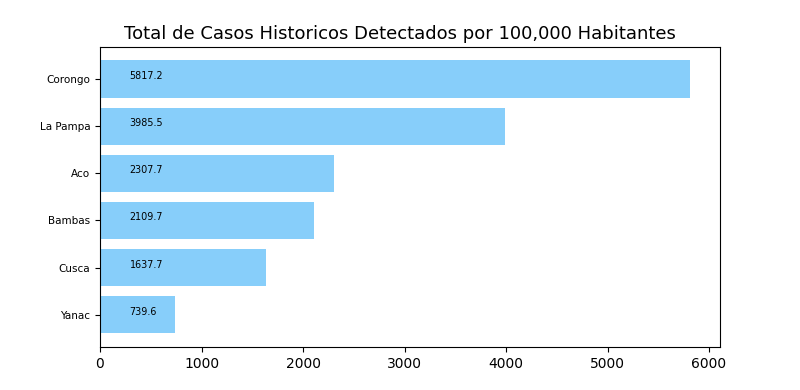 Total de Casos Historicos Detectados por 100,000 Habitantes
Corongo 5817.2
La Pampa 3985.5
Aco 2307.7
Bambas 2109.7
Cusca 1637.7
Yanac 739.6
0 1000 2000 3000 4000 5000 6000